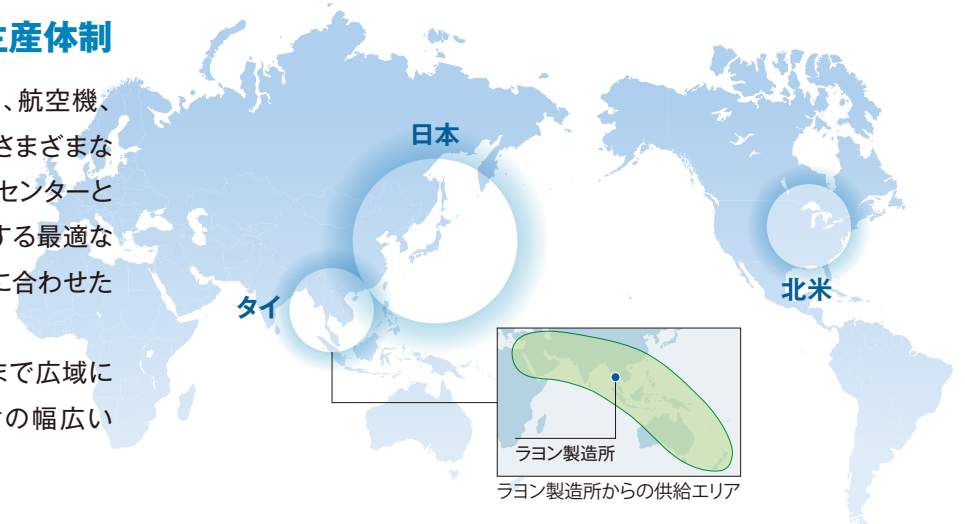 生産体制
、航空機、
さまざまな
センターと
する最適な
に合わせた
まで広域に
けの幅広い
日本
タイ
北米
ラヨン製造所
ラヨン製造所からの供給エリア